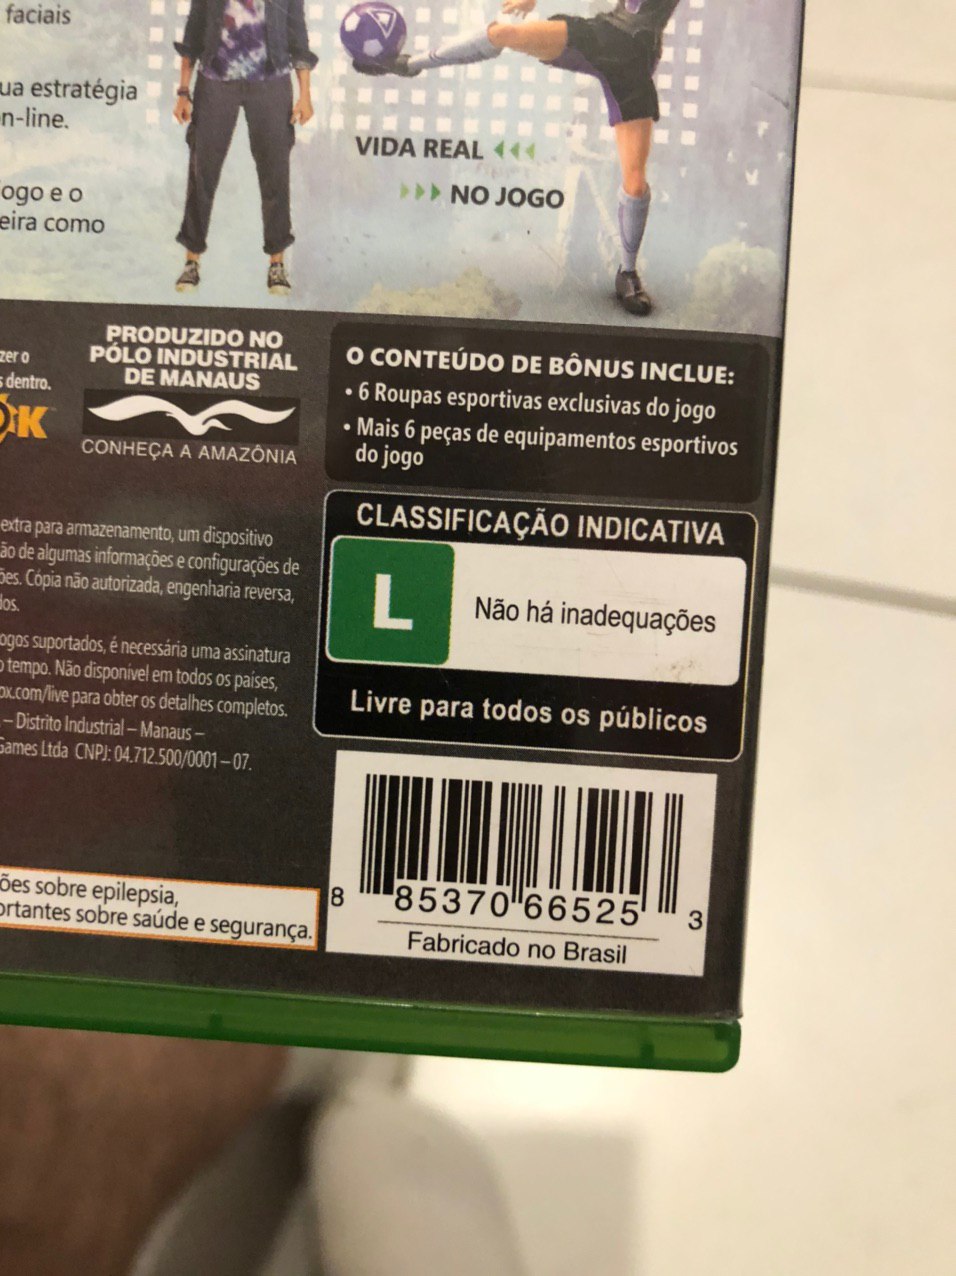 faciais
ua estratégia
n-line.
ogo e o
eira como
VIDA REAL
NO JOGO
zer o
s dentro.
PRODUZIDO NO
PÓLO INDUSTRIAL
DE MANAUS
CONHEÇA A AMAZÔNIA
O CONTEÚDO DE BÔNUS INCLUE:
• 6 Roupas esportivas exclusivas do jogo
• Mais 6 peças de equipamentos esportivos
do jogo
extra para armazenamento, um dispositivo
ão de algumas informações e configurações de
ões. Cópia não autorizada, engenharia reversa,
dos.
ogos suportados, é necessária uma assinatura
o tempo. Não disponível em todos os países,
ox.com/live para obter os detalhes completos.
– Distrito Industrial – Manaus –
Games Ltda CNPJ: 04.712.500/0001–07.
CLASSIFICAÇÃO INDICATIVA
L
Não há inadequações
Livre para todos os públicos
ões sobre epilepsia,
ortantes sobre saúde e segurança.
8 85370 66525 3
Fabricado no Brasil